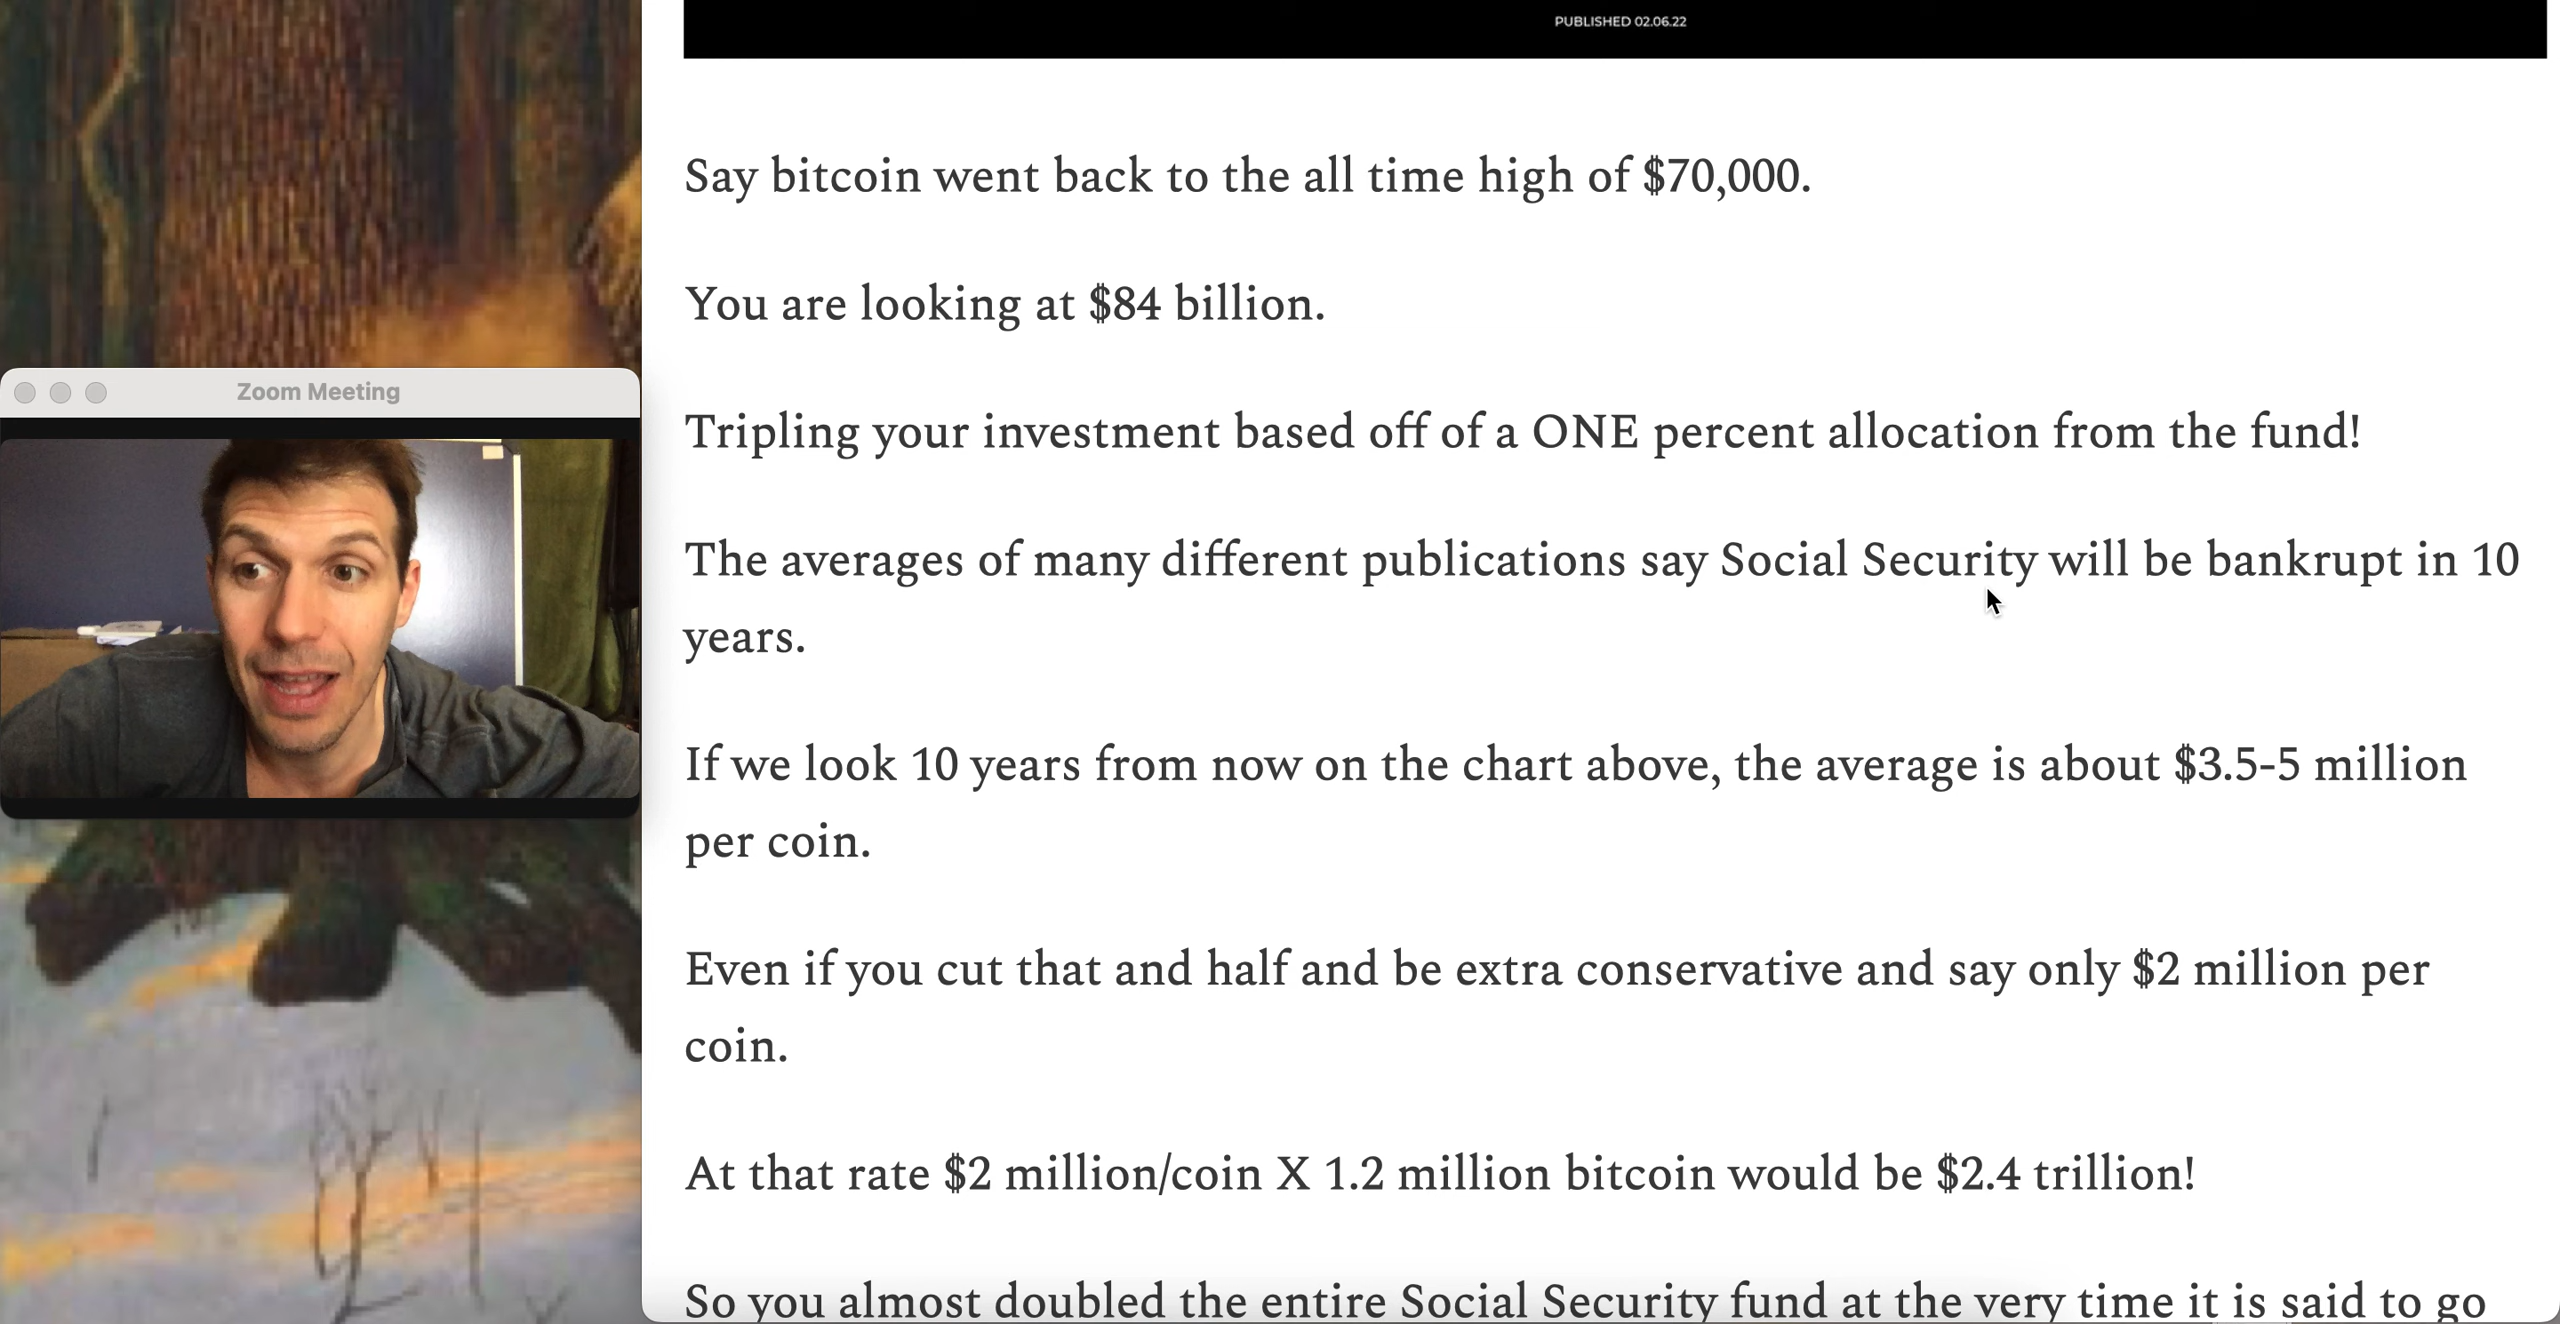 PUBLISHED 02.06.22
Say bitcoin went back to the all time high of $70,000.
You are looking at $84 billion.
Zoom Meeting
Tripling your investment based off of a ONE percent allocation from the fund!
The averages of many different publications say Social Security will be bankrupt in 10
years.
If we look 10 years from now on the chart above, the average is about $3.5-5 million
per coin.
Even if you cut that and half and be extra conservative and say only $2 million per
coin.
At that rate $2 million/coin X 1.2 million bitcoin would be $2.4 trillion!
So you almost doubled the entire Social Security fund at the very time it is said to go